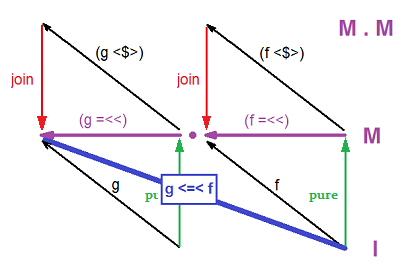 M . M
(g <$>)
(f <$>)
join
join
(g =<<)
(f =<<)
M
g
g <=< f
f
pure
I